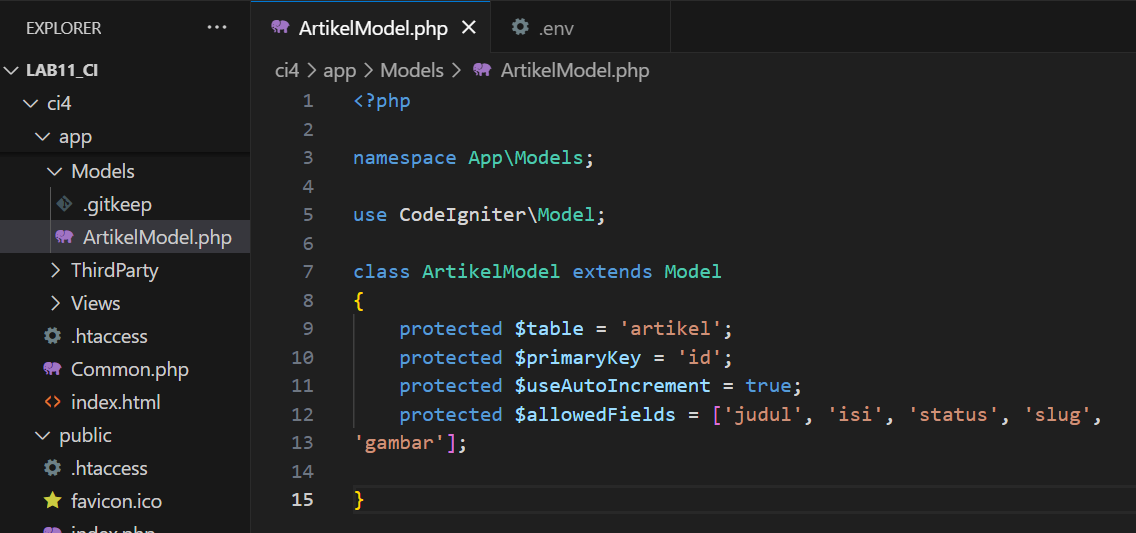 EXPLORER ...
ArtikelModel.php
.env
LAB11_CI
ci4
app
Models
.gitkeep
ArtikelModel.php
ThirdParty
Views
.htaccess
Common.php
index.html
public
.htaccess
favicon.ico
index.php
ci4 > app > Models > ArtikelModel.php
1 <?php
2
3 namespace App\Models;
4
5 use CodeIgniter\Model;
6
7 class ArtikelModel extends Model
8 {
9     protected $table = 'artikel';
10     protected $primaryKey = 'id';
11     protected $useAutoIncrement = true;
12     protected $allowedFields = ['judul', 'isi', 'status', 'slug',
13 'gambar'];
14
15 }